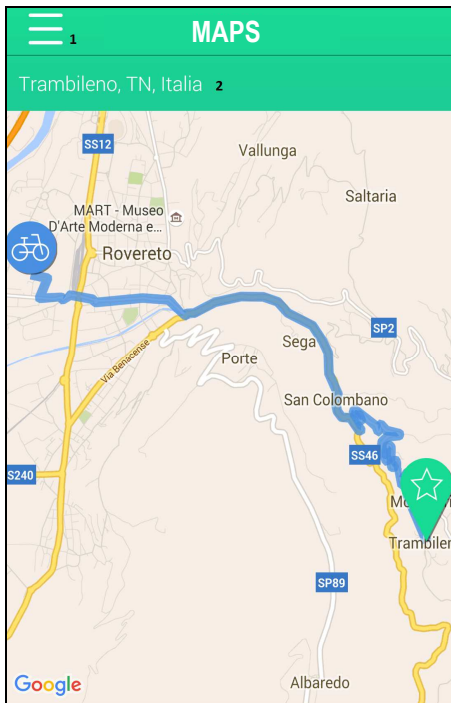 1 MAPS
Trambileno, TN, Italia 2
SS12
Vallunga
Saltaria
MART - Museo
D'Arte Moderna e...
Rovereto
SP2
Sega
Via Benacense
Porte
San Colombano
SS46
S240
Trambilen
SP89
Google
Albaredo